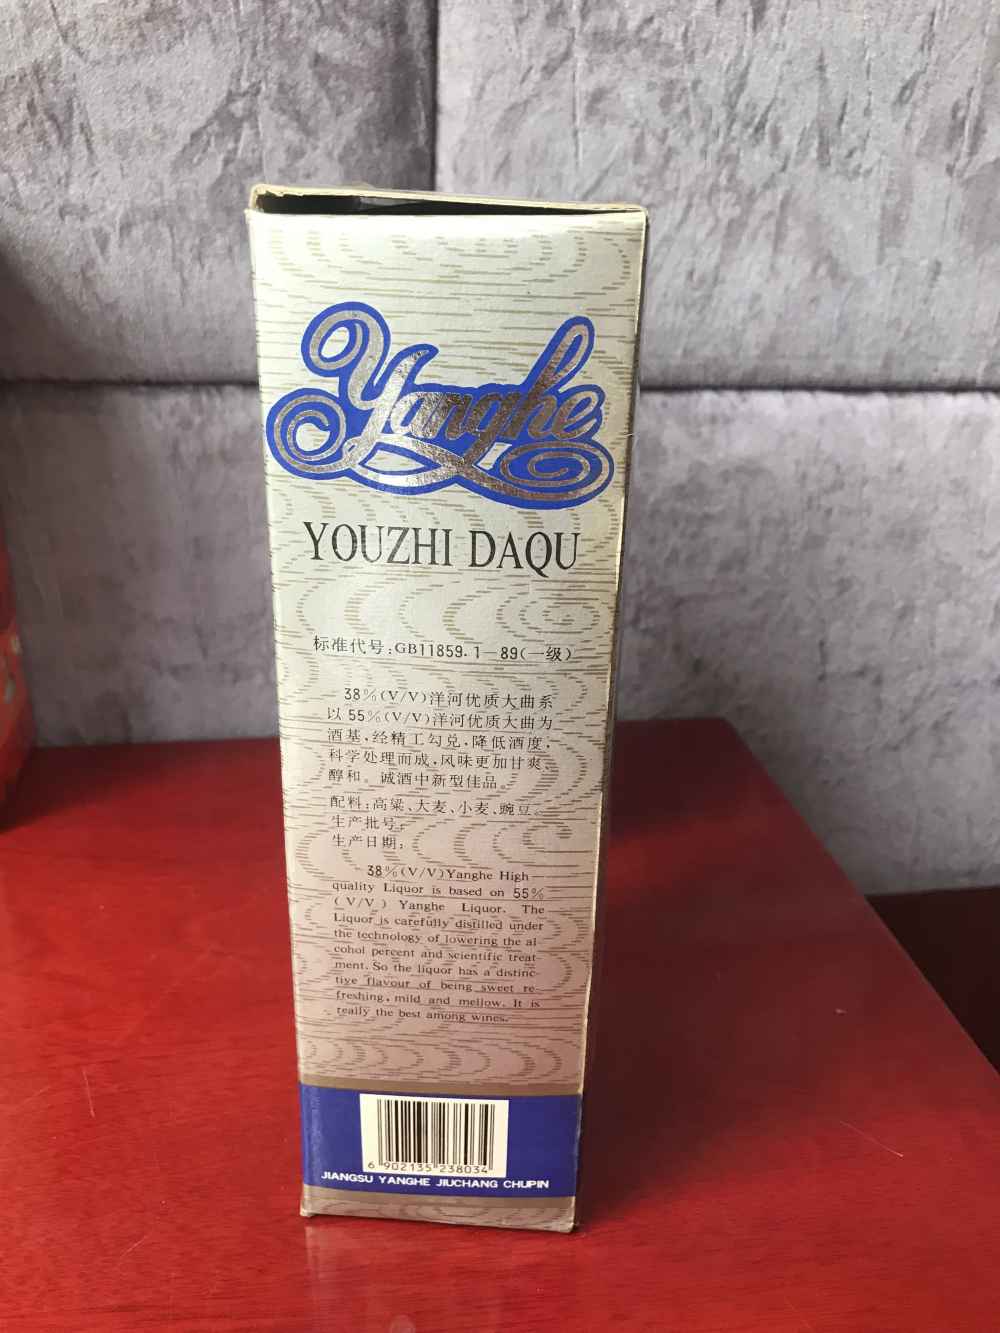 Yanghe
YOUZHI DAQU
标准代号:GB11859.1—89(一级)
38%(V/V)洋河优质大曲系
以55%(V/V)洋河优质大曲为
酒基,经精工勾兑,降低酒度,
科学处理而成,风味更加甘爽、
醇和。诚酒中新型佳品。
配料:高粱、大麦、小麦、豌豆。
生产批号:
生产日期:
38%(V/V)Yanghe High—
quality Liquor is based on 55%
(V/V) Yanghe Liquor. The
Liquor is carefully distilled under
the technology of lowering the al
cohol percent and scientific treat-
ment. So the liquor has a distinc-
tive flavour of being sweet re-
freshing, mild and mellow. It is
really the best among wines.
6 902135 238034
JIANGSU YANGHE JIUCHANG CHUPIN